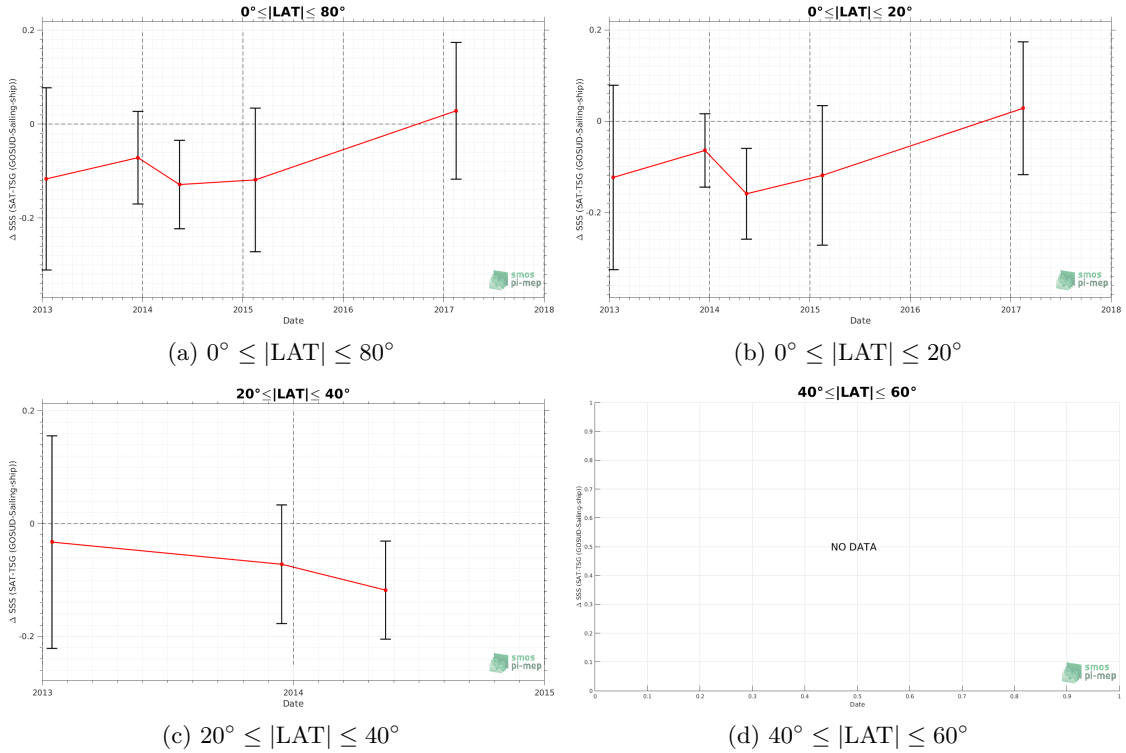 0°≤|LAT|≤ 80°
Δ SSS (SAT-TSG (GOSUD-Sailing-ship))
0.2
0
-0.2
2013 2014 2015 2016 2017 2018
Date
smos
pi-mep
(a) 0° ≤ |LAT| ≤ 80°
0°≤|LAT|≤ 20°
Δ SSS (SAT-TSG (GOSUD-Sailing-ship))
0.2
0
-0.2
2013 2014 2015 2016 2017 2018
Date
smos
pi-mep
(b) 0° ≤ |LAT| ≤ 20°
20°≤|LAT|≤ 40°
Δ SSS (SAT-TSG (GOSUD-Sailing-ship))
0.2
0
-0.2
2013 2014 2015
Date
smos
pi-mep
(c) 20° ≤ |LAT| ≤ 40°
40°≤|LAT|≤ 60°
Δ SSS (SAT-TSG (GOSUD-Sailing-ship))
1
0.9
0.8
0.7
0.6
0.5
0.4
0.3
0.2
0.1
0
NO DATA
0 0.1 0.2 0.3 0.4 0.5 0.6 0.7 0.8 0.9 1
Date
smos
pi-mep
(d) 40° ≤ |LAT| ≤ 60°